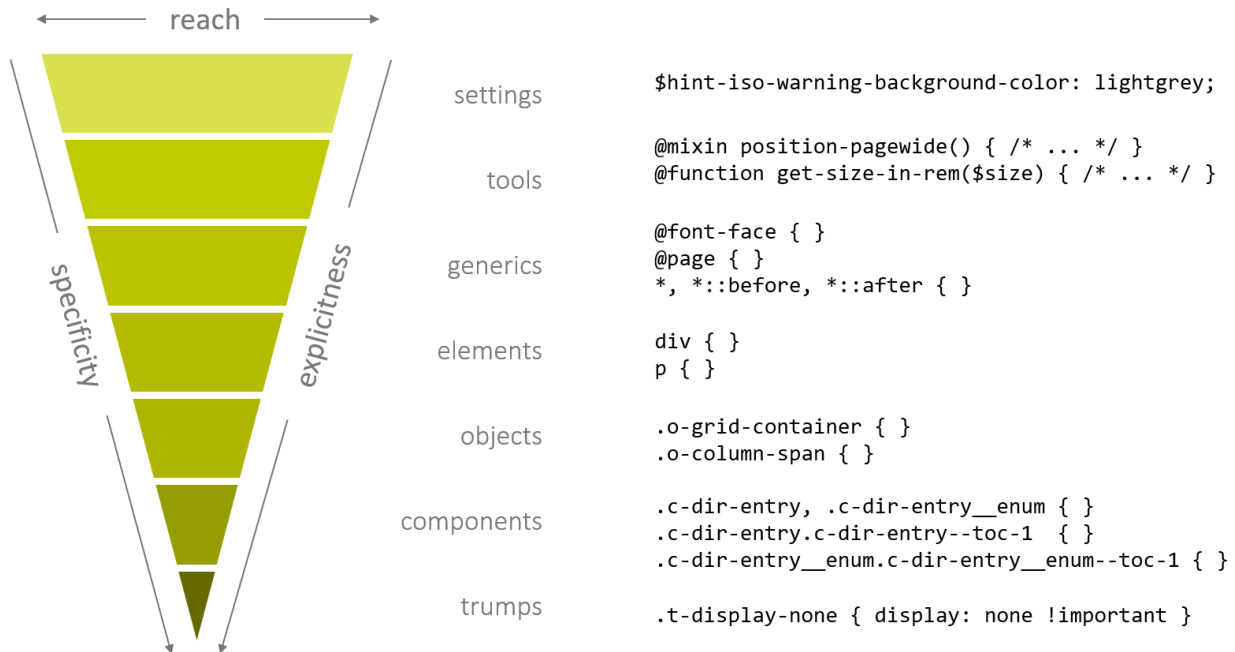 reach
settings
$hint-iso-warning-background-color: lightgrey;
tools
@mixin position-pagewide() { /* ... */ }
@function get-size-in-rem($size) { /* ... */ }
specificity
explicitness
generics
@font-face { }
@page { }
*, *::before, *::after { }
elements
div { }
p { }
objects
.o-grid-container { }
.o-column-span { }
components
.c-dir-entry, .c-dir-entry__enum { }
.c-dir-entry.c-dir-entry--toc-1  { }
.c-dir-entry__enum.c-dir-entry__enum--toc-1 { }
trumps
.t-display-none { display: none !important }